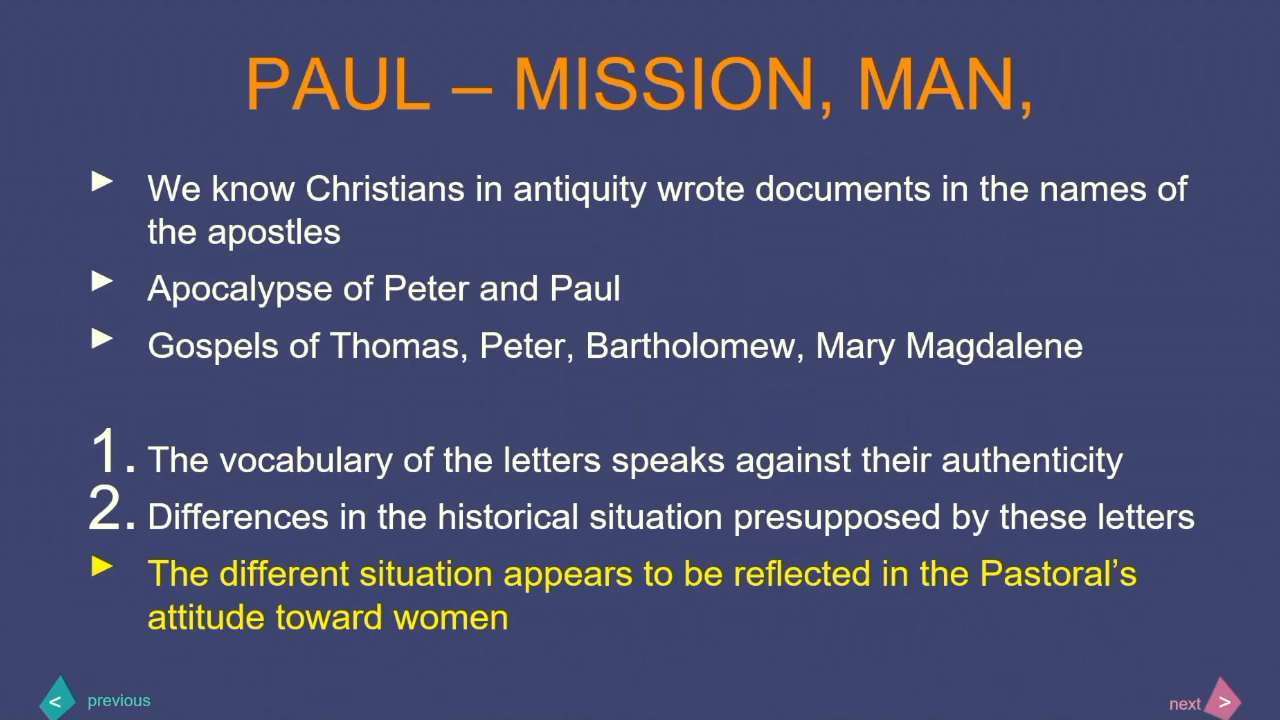 PAUL – MISSION, MAN,
We know Christians in antiquity wrote documents in the names of
the apostles
Apocalypse of Peter and Paul
Gospels of Thomas, Peter, Bartholomew, Mary Magdalene
1. The vocabulary of the letters speaks against their authenticity
2. Differences in the historical situation presupposed by these letters
The different situation appears to be reflected in the Pastoral’s
attitude toward women
< previous
next >